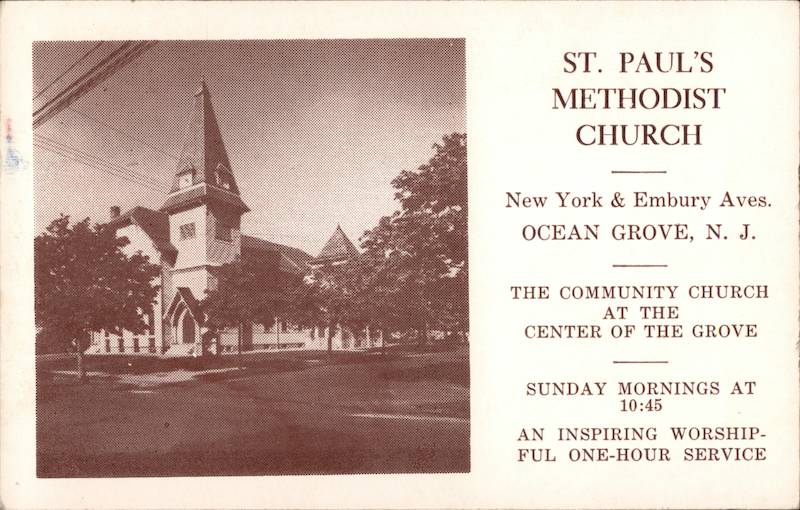 ST. PAUL'S
METHODIST
CHURCH
New York & Embury Aves.
OCEAN GROVE, N. J.
THE COMMUNITY CHURCH
AT THE
CENTER OF THE GROVE
SUNDAY MORNINGS AT
10:45
AN INSPIRING WORSHIP-
FUL ONE-HOUR SERVICE